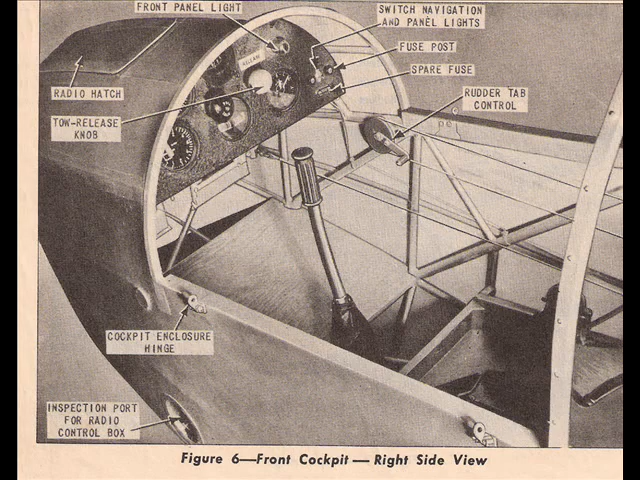 FRONT PANEL LIGHT
SWITCH NAVIGATION
AND PANEL LIGHTS
FUSE POST
SPARE FUSE
RADIO HATCH
RELEASE
RUDDER TAB
CONTROL
TOW-RELEASE
KNOB
COCKPIT ENCLOSURE
HINGE
INSPECTION PORT
FOR RADIO
CONTROL BOX
Figure 6—Front Cockpit — Right Side View